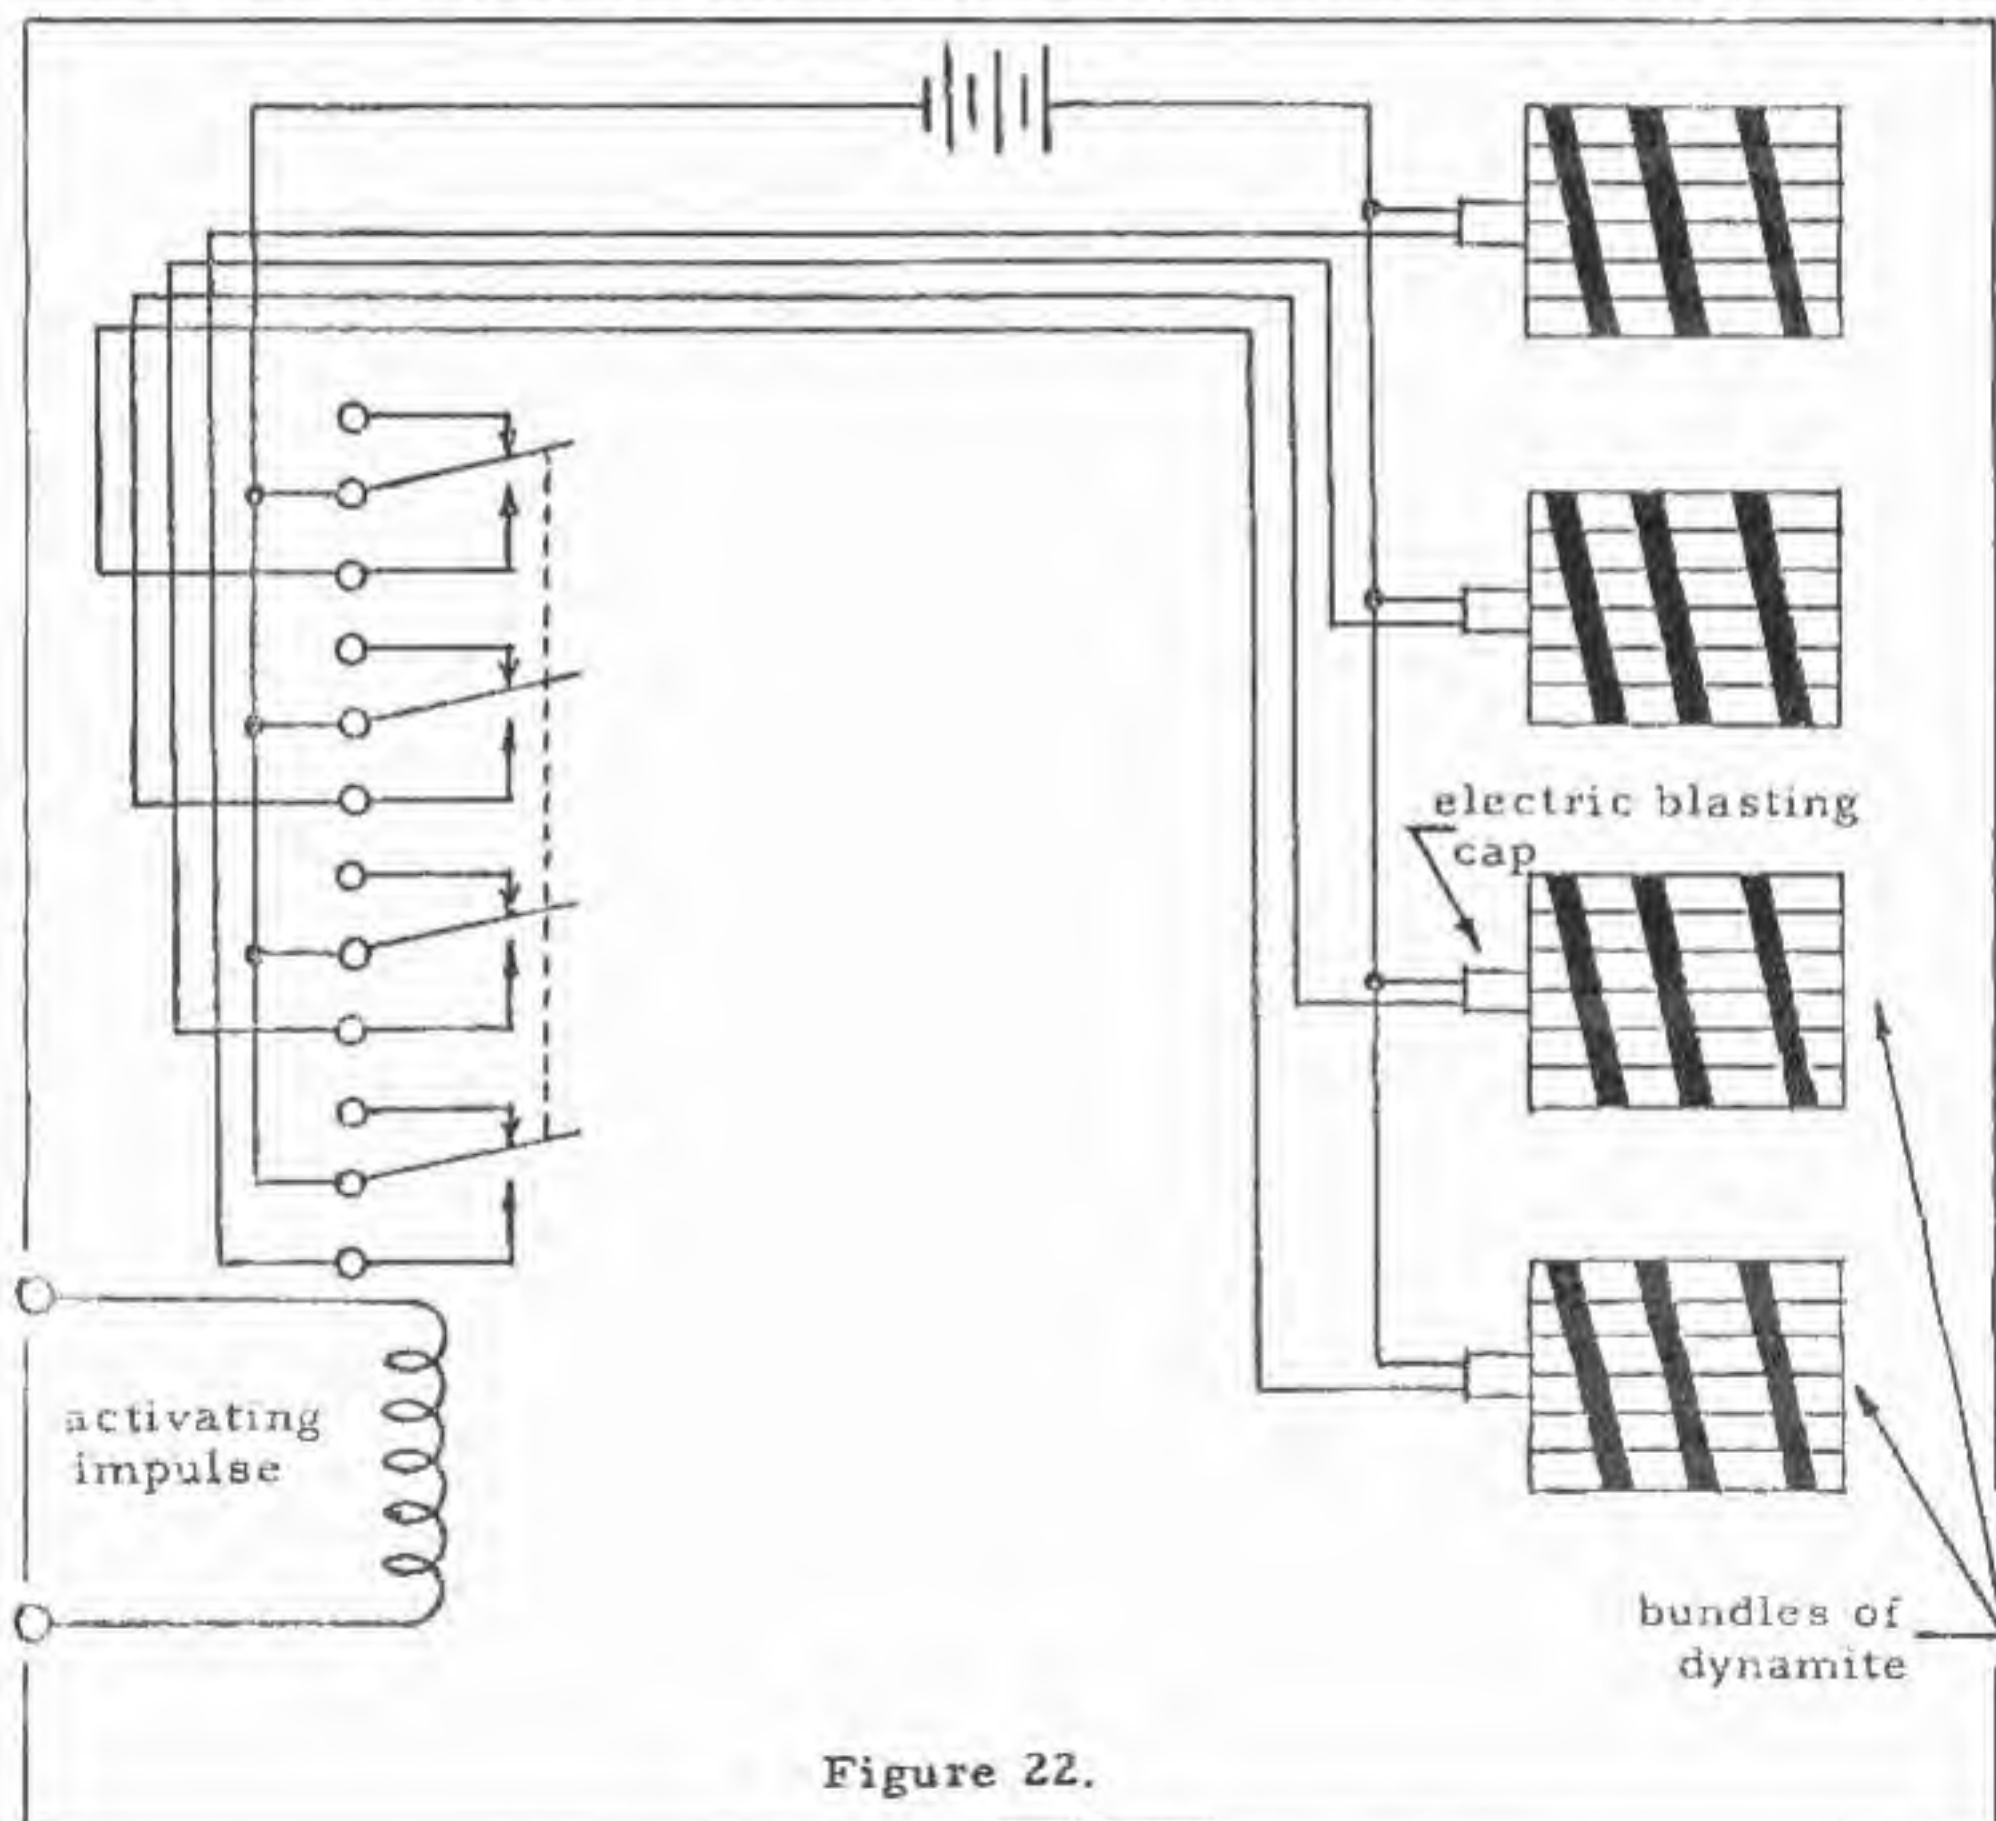 electric blasting
cap
activating
impulse
bundles of
dynamite
Figure 22.